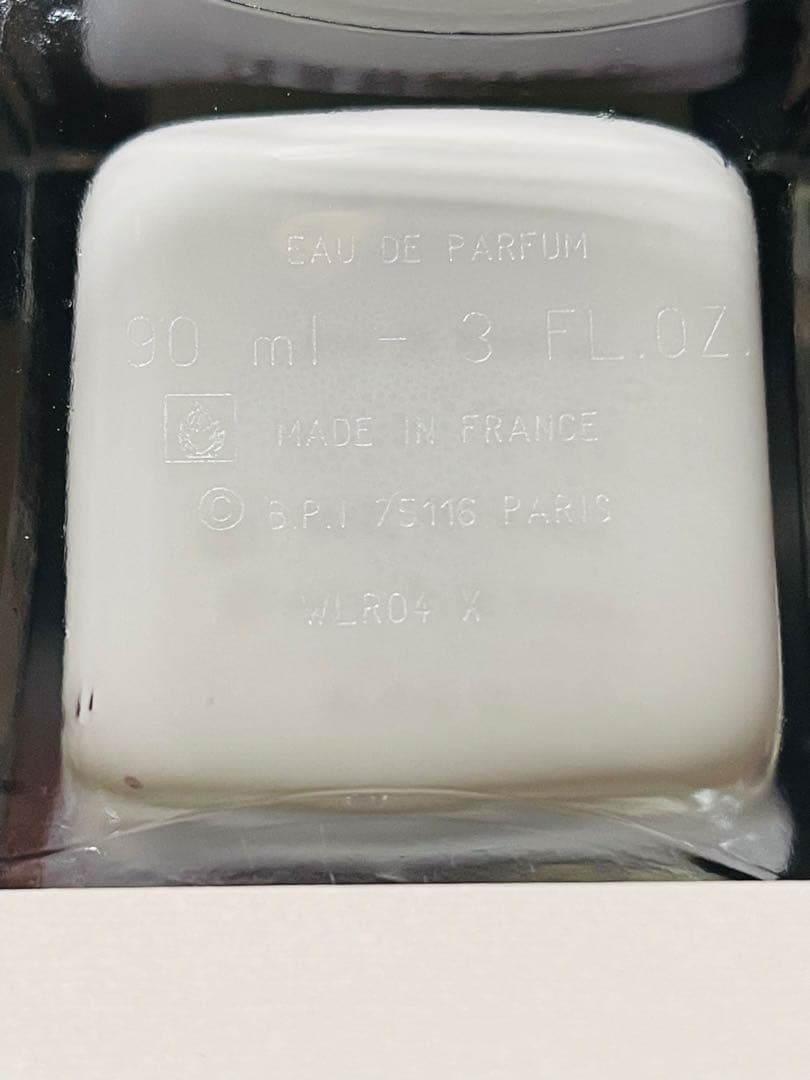 EAU DE PARFUM
90 ml - 3 FL.OZ.
MADE IN FRANCE
© B.P.I 75116 PARIS
WLR04 X